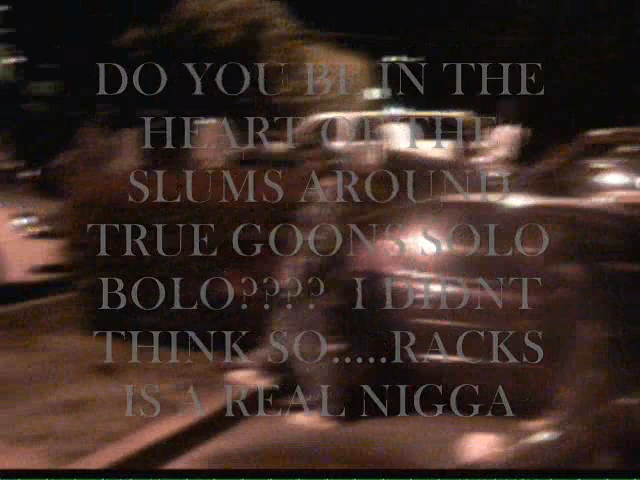 DO YOU BE IN THE
HEART OF THE
SLUMS AROUND
TRUE GOONS SOLO
BOLO???? I DIDNT
THINK SO.....RACKS
IS A REAL NIGGA